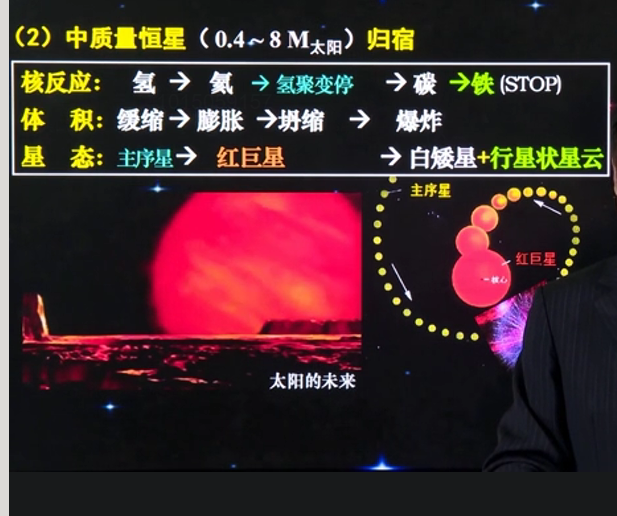 （2）中质量恒星（0.4～8 M太阳）归宿
核反应： 氢 → 氦 → 氢聚变停 → 碳 → 铁 (STOP)
体 积： 缓缩 → 膨胀 → 坍缩 → 爆炸
星 态： 主序星 → 红巨星 → 白矮星+行星状星云
主序星
红巨星
核心
太阳的未来